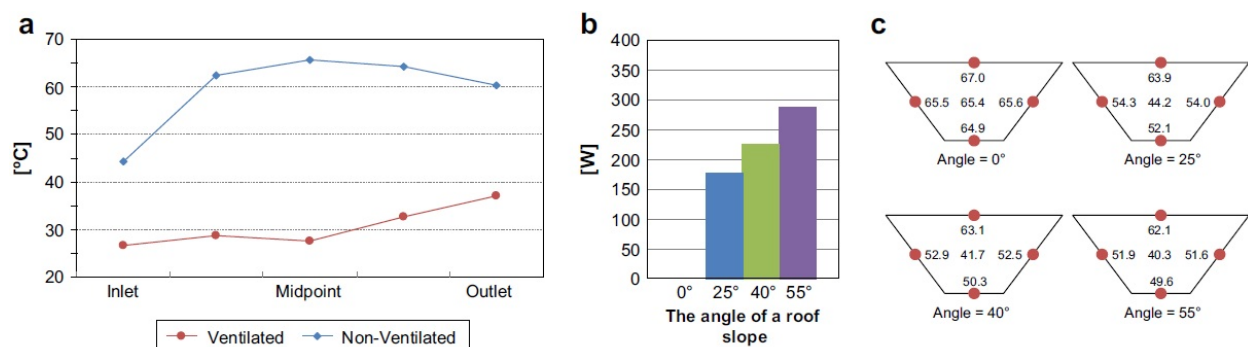 a
70
60
50
40
30
20
[°C]
Inlet Midpoint Outlet
Ventilated Non-Ventilated
b
400
350
300
250
200
150
100
50
0
[W]
0° 25° 40° 55°
The angle of a roof
slope
c
67.0
65.5 65.4 65.6
64.9
Angle = 0°
63.9
54.3 44.2 54.0
52.1
Angle = 25°
63.1
52.9 41.7 52.5
50.3
Angle = 40°
62.1
51.9 40.3 51.6
49.6
Angle = 55°